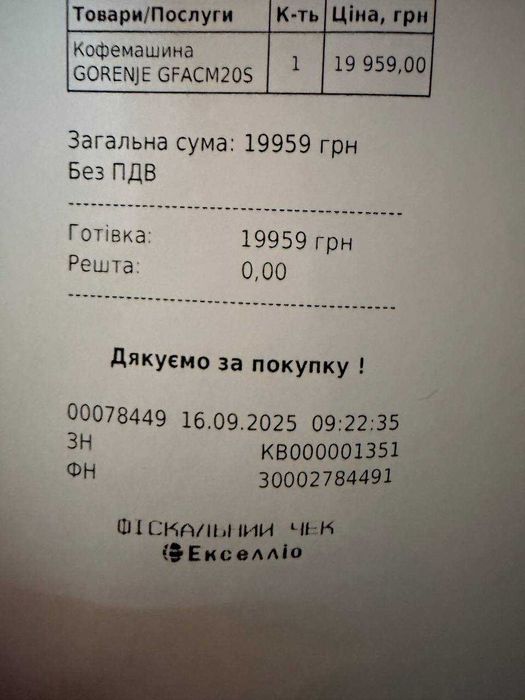 Товари/Послуги К-ть Ціна, грн
Кофемашина
GORENJE GFACM20S 1 19 959,00
Загальна сума: 19959 грн
Без ПДВ
Готівка: 19959 грн
Решта: 0,00
Дякуємо за покупку !
00078449 16.09.2025 09:22:35
ЗН КВ000001351
ФН 30002784491
ФІСКАЛЬНИЙ ЧЕК
Екселліо